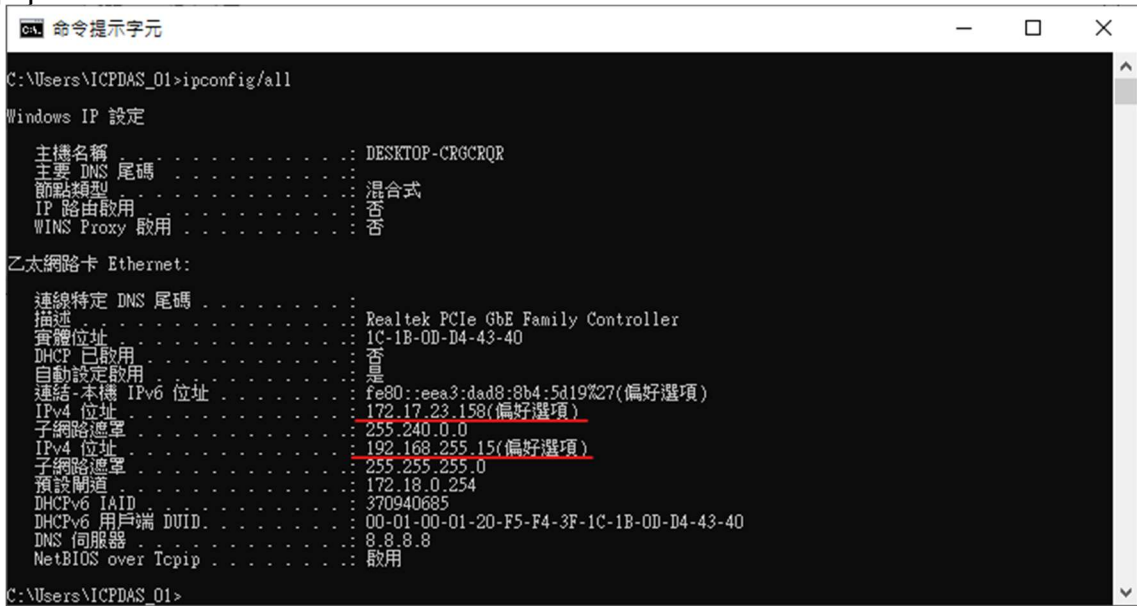 命令提示字元
C:\Users\ICPDAS_01>ipconfig/all
Windows IP 設定
主機名稱 . . . . . . . . . . . . . . .: DESKTOP-CRGCRQR
主要 DNS 尾碼 . . . . . . . . . . . .:
節點類型 . . . . . . . . . . . . . . .: 混合式
IP 路由啟用 . . . . . . . . . . . . .: 否
WINS Proxy 啟用 . . . . . . . . . . .: 否
乙太網路卡 Ethernet:
連線特定 DNS 尾碼 . . . . . . . . . .:
描述 . . . . . . . . . . . . . . . . .: Realtek PCIe GbE Family Controller
實體位址 . . . . . . . . . . . . . . .: 1C-1B-0D-D4-43-40
DHCP 已啟用 . . . . . . . . . . . . .: 否
自動設定啟用 . . . . . . . . . . . . .: 是
連結-本機 IPv6 位址 . . . . . . . . .: fe80::eea3:dad8:8b4:5d19%27(偏好選項)
IPv4 位址 . . . . . . . . . . . . . .: 172.17.23.158(偏好選項)
子網路遮罩 . . . . . . . . . . . . . .: 255.240.0.0
IPv4 位址 . . . . . . . . . . . . . .: 192.168.255.15(偏好選項)
子網路遮罩 . . . . . . . . . . . . . .: 255.255.255.0
預設閘道 . . . . . . . . . . . . . . .: 172.18.0.254
DHCPv6 IAID . . . . . . . . . . . . .: 370940685
DHCPv6 用戶端 DUID. . . . . . . . . .: 00-01-00-01-20-F5-F4-3F-1C-1B-0D-D4-43-40
DNS 伺服器 . . . . . . . . . . . . . .: 8.8.8.8
NetBIOS over Tcpip . . . . . . . . . .: 啟用
C:\Users\ICPDAS_01>